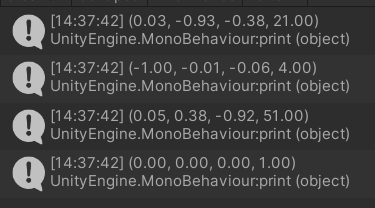 [14:37:42] (0.03, -0.93, -0.38, 21.00)
UnityEngine.MonoBehaviour:print (object)
[14:37:42] (-1.00, -0.01, -0.06, 4.00)
UnityEngine.MonoBehaviour:print (object)
[14:37:42] (0.05, 0.38, -0.92, 51.00)
UnityEngine.MonoBehaviour:print (object)
[14:37:42] (0.00, 0.00, 0.00, 1.00)
UnityEngine.MonoBehaviour:print (object)